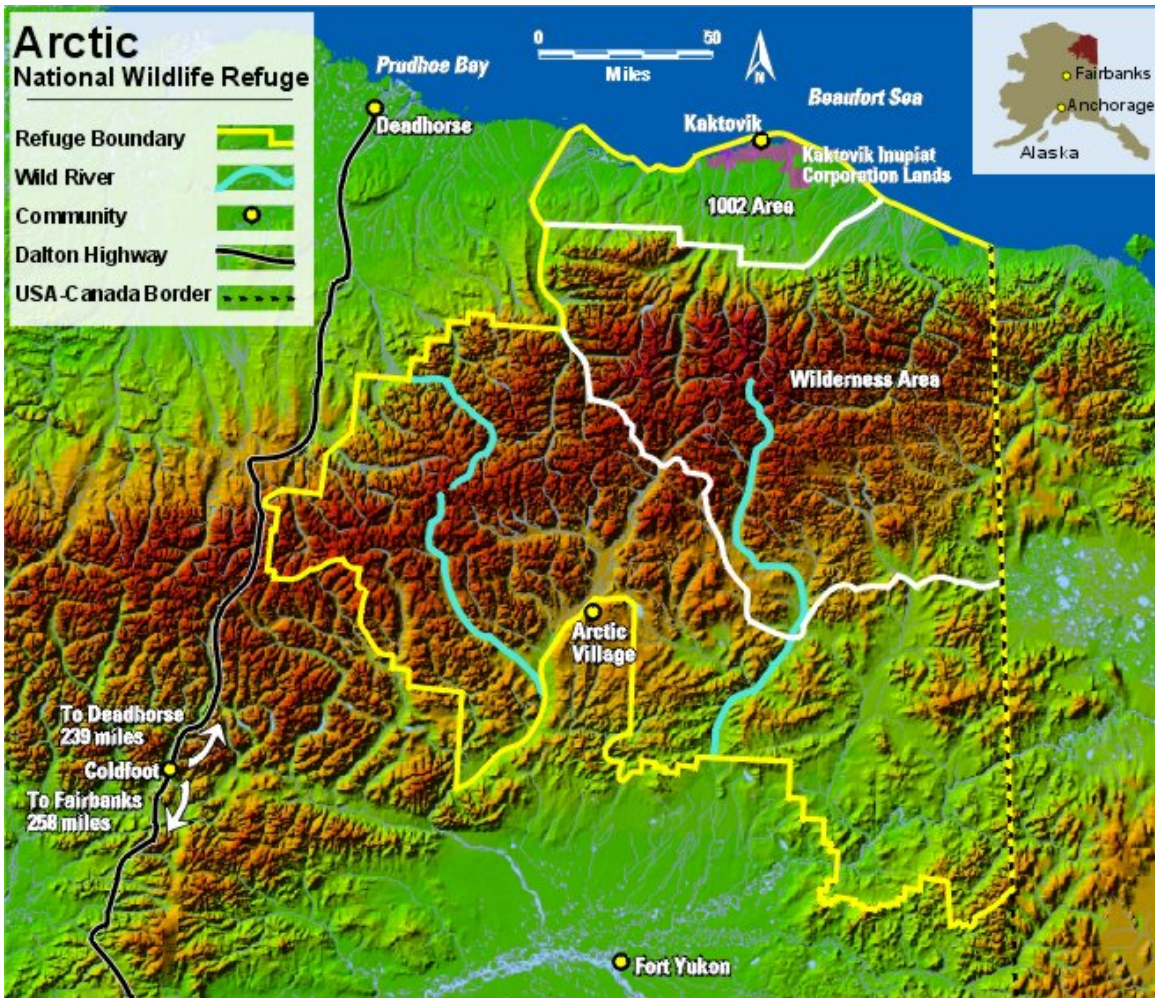 Arctic
National Wildlife Refuge
Refuge Boundary
Wild River
Community
Dalton Highway
USA-Canada Border
Prudhoe Bay
Deadhorse
0 50
Miles
N
Beaufort Sea
Kaktovik
Kaktovik Inupiat
Corporation Lands
1002 Area
Fairbanks
Anchorage
Alaska
Wilderness Area
Arctic
Village
To Deadhorse
239 miles
Coldfoot
To Fairbanks
258 miles
Fort Yukon